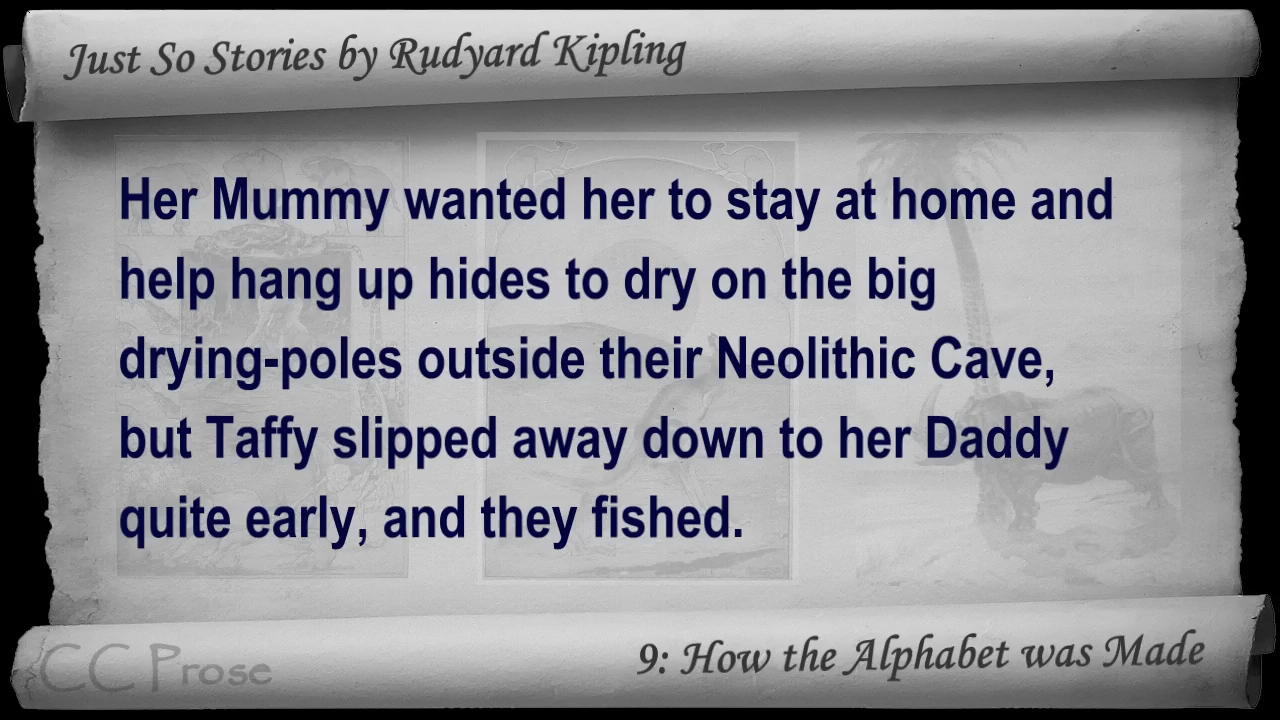 Just So Stories by Rudyard Kipling
Her Mummy wanted her to stay at home and
help hang up hides to dry on the big
drying-poles outside their Neolithic Cave,
but Taffy slipped away down to her Daddy
quite early, and they fished.
CC Prose
9: How the Alphabet was Made